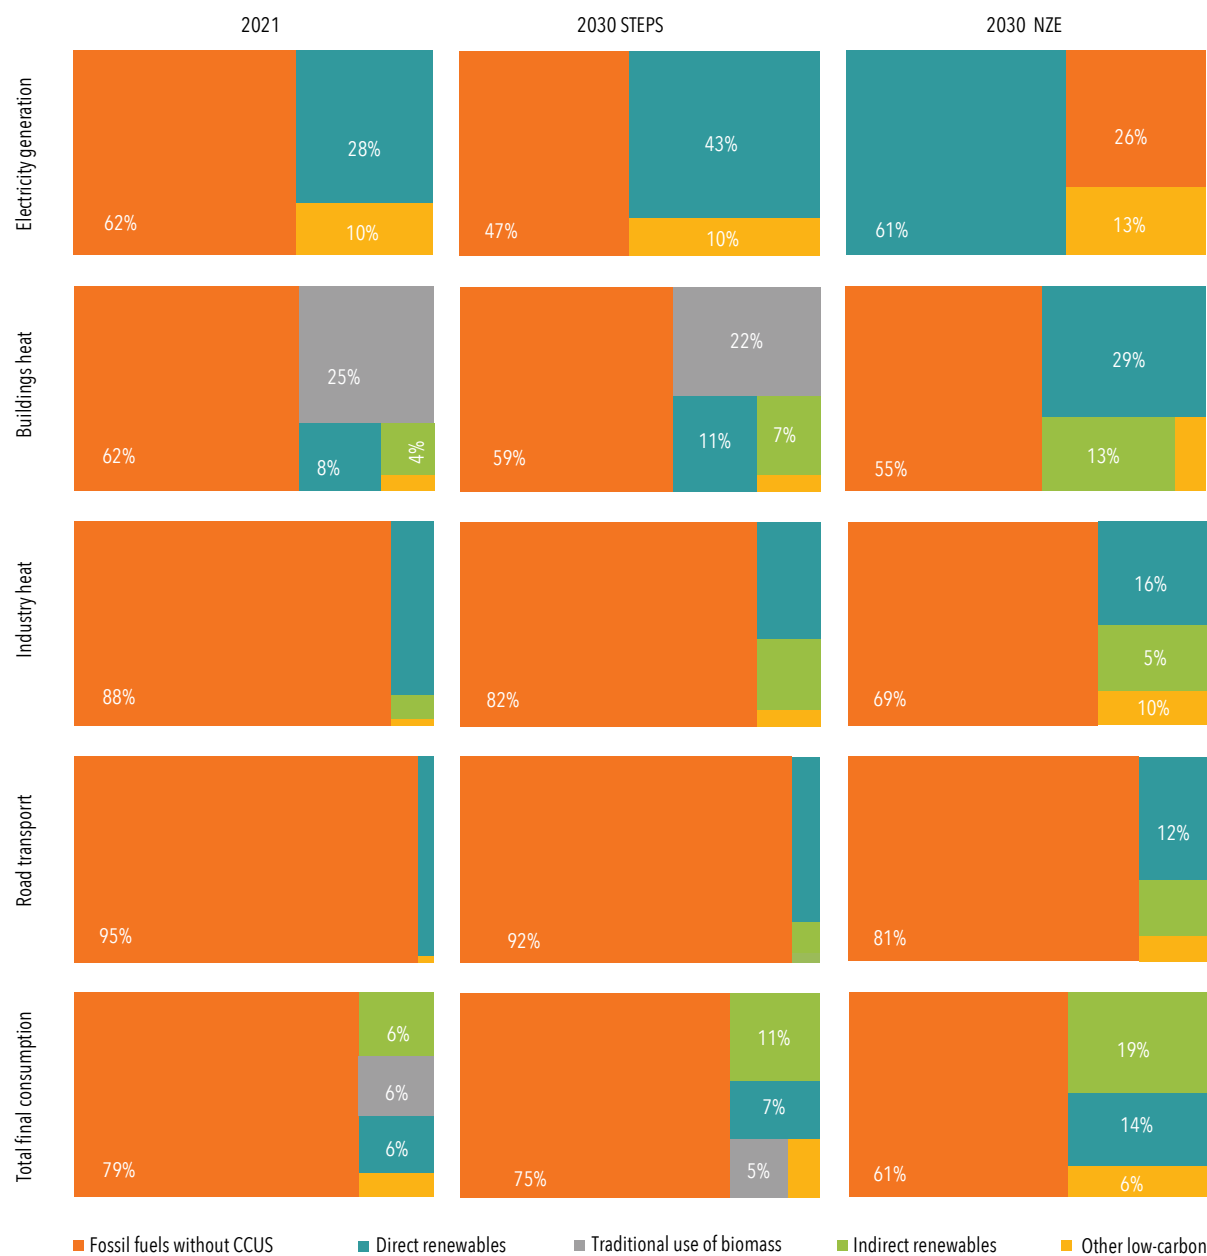 2021 2030 STEPS 2030 NZE
Electricity generation
62% 28% 10%
47% 43% 10%
61% 26% 13%
Buildings heat
62% 25% 8% 4%
59% 22% 11% 7%
55% 29% 13%
Industry heat
88%
82%
69% 16% 5% 10%
Road transporrt
95%
92%
81% 12%
Total final consumption
79% 6% 6% 6%
75% 11% 7% 5%
61% 19% 14% 6%
Fossil fuels without CCUS Direct renewables Traditional use of biomass Indirect renewables Other low-carbon